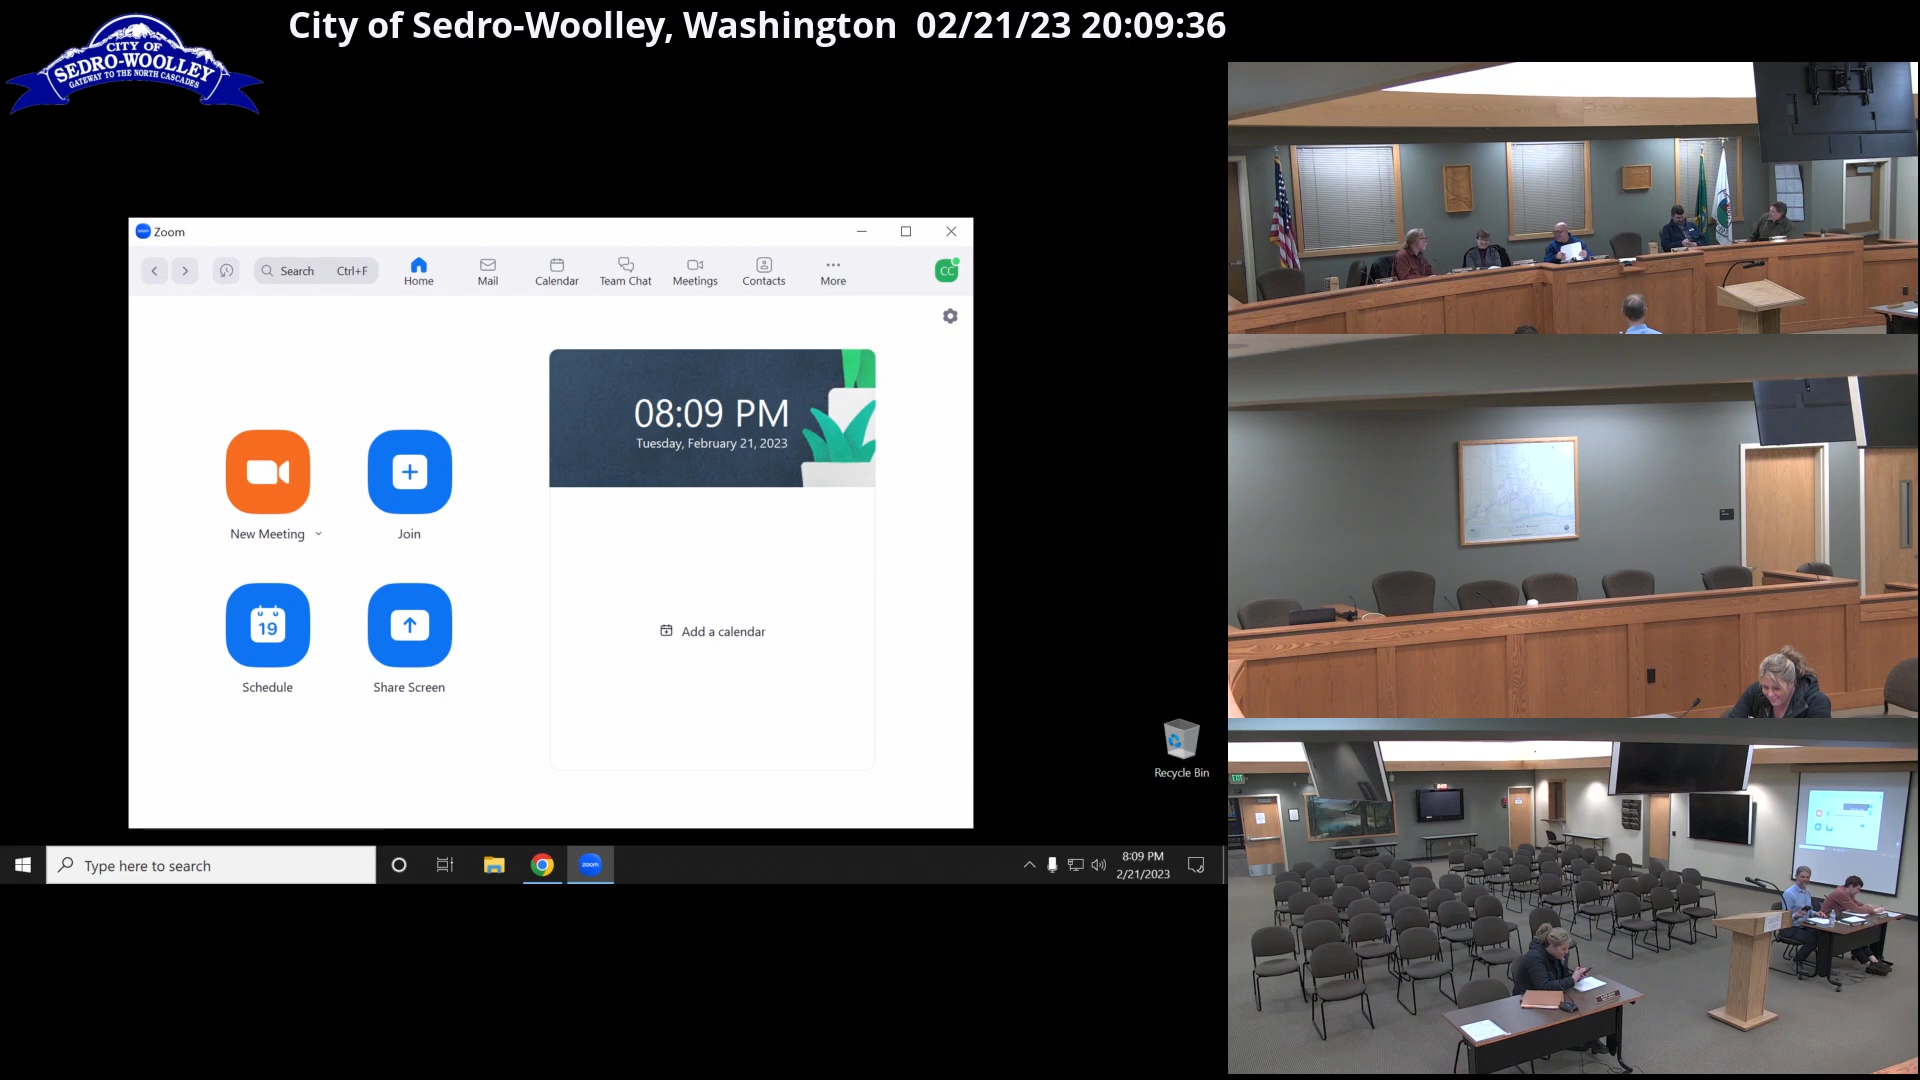 City of Sedro-Woolley, Washington 02/21/23 20:09:36
CITY OF
SEDRO-WOOLLEY
GATEWAY TO THE NORTH CASCADES
zoom Zoom
Search Ctrl+F
Home
Mail
Calendar
Team Chat
Meetings
Contacts
More
CC
08:09 PM
Tuesday, February 21, 2023
New Meeting
Join
19
Schedule
Share Screen
Add a calendar
Recycle Bin
Type here to search
zoom
8:09 PM
2/21/2023
EXIT